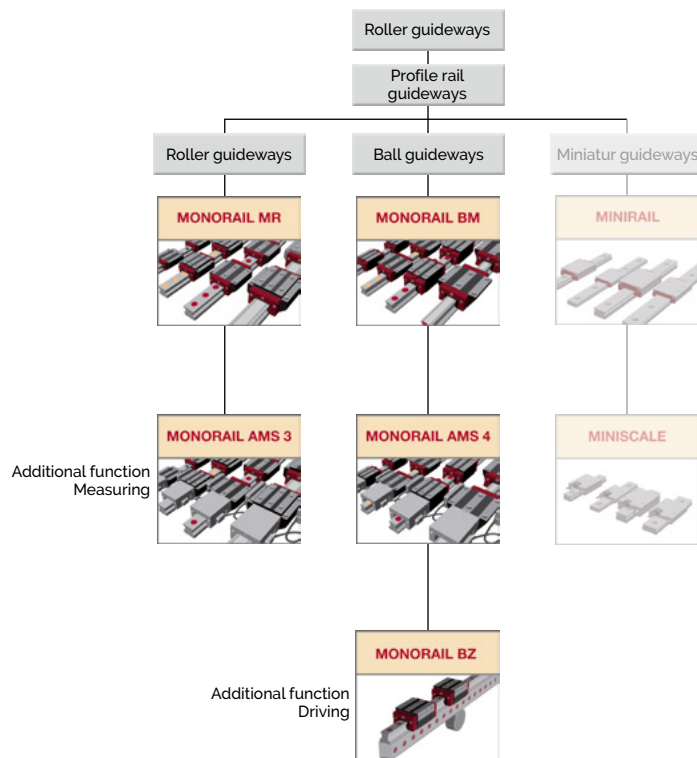 Roller guideways
Profile rail
guideways
Roller guideways
Ball guideways
Miniatur guideways
MONORAIL MR
MONORAIL BM
MINIRAIL
MONORAIL AMS 3
MONORAIL AMS 4
MINISCALE
Additional function
Measuring
MONORAIL BZ
Additional function
Driving